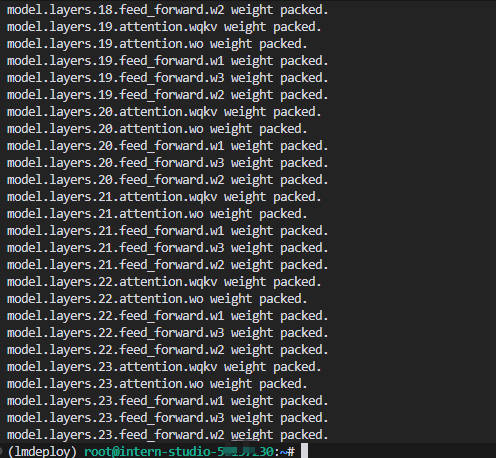 model.layers.18.feed_forward.w2 weight packed.
model.layers.19.attention.wqkv weight packed.
model.layers.19.attention.wo weight packed.
model.layers.19.feed_forward.w1 weight packed.
model.layers.19.feed_forward.w3 weight packed.
model.layers.19.feed_forward.w2 weight packed.
model.layers.20.attention.wqkv weight packed.
model.layers.20.attention.wo weight packed.
model.layers.20.feed_forward.w1 weight packed.
model.layers.20.feed_forward.w3 weight packed.
model.layers.20.feed_forward.w2 weight packed.
model.layers.21.attention.wqkv weight packed.
model.layers.21.attention.wo weight packed.
model.layers.21.feed_forward.w1 weight packed.
model.layers.21.feed_forward.w3 weight packed.
model.layers.21.feed_forward.w2 weight packed.
model.layers.22.attention.wqkv weight packed.
model.layers.22.attention.wo weight packed.
model.layers.22.feed_forward.w1 weight packed.
model.layers.22.feed_forward.w3 weight packed.
model.layers.22.feed_forward.w2 weight packed.
model.layers.23.attention.wqkv weight packed.
model.layers.23.attention.wo weight packed.
model.layers.23.feed_forward.w1 weight packed.
model.layers.23.feed_forward.w3 weight packed.
model.layers.23.feed_forward.w2 weight packed.
(lmdeploy) :~#